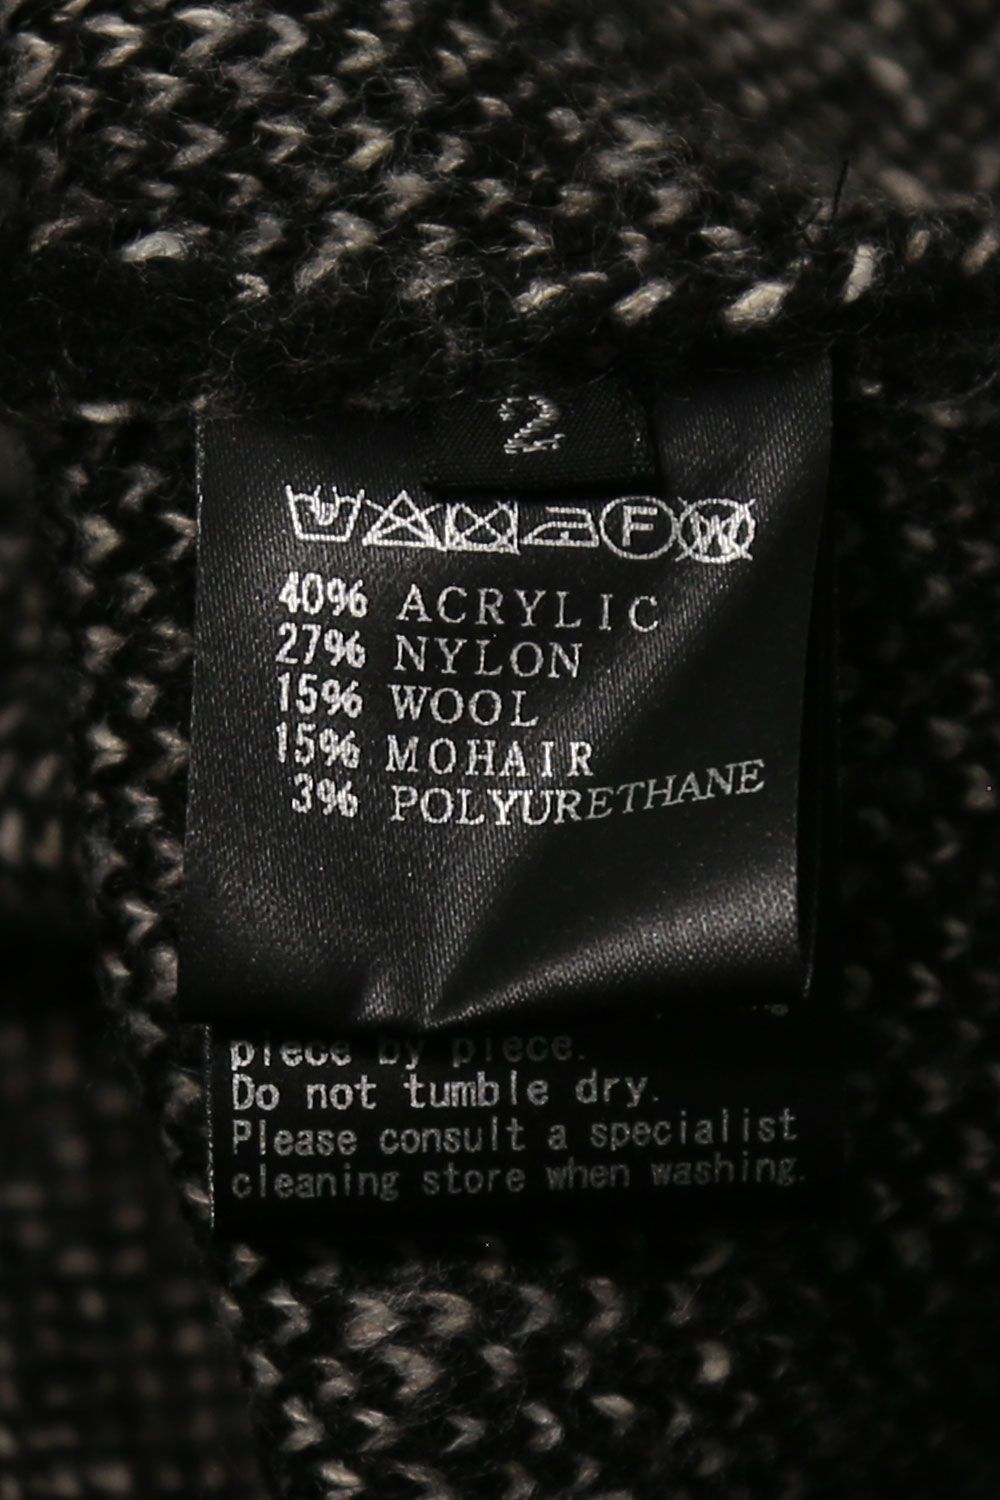 2
F W
40% ACRYLIC
27% NYLON
15% WOOL
15% MOHAIR
3% POLYURETHANE
piece by piece.
Do not tumble dry.
Please consult a specialist
cleaning store when washing.